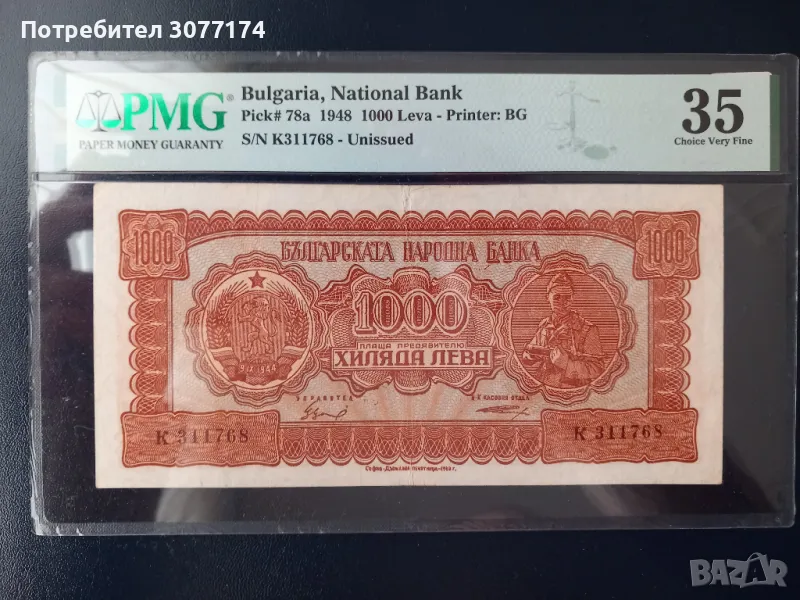 Потребител 3077174
PMG®
PAPER MONEY GUARANTY
Bulgaria, National Bank
Pick# 78a 1948 1000 Leva - Printer: BG
S/N K311768 - Unissued
35
Choice Very Fine
1000
1000
БЪЛГАРСКАТА НАРОДНА БАНКА
1000
ПЛАЩА ПРЕДЯВИТЕЛЮ
ХИЛЯДА ЛЕВА
9·IX·1944
УПРАВИТЕЛ
К 311768
К 311768
BAZAR